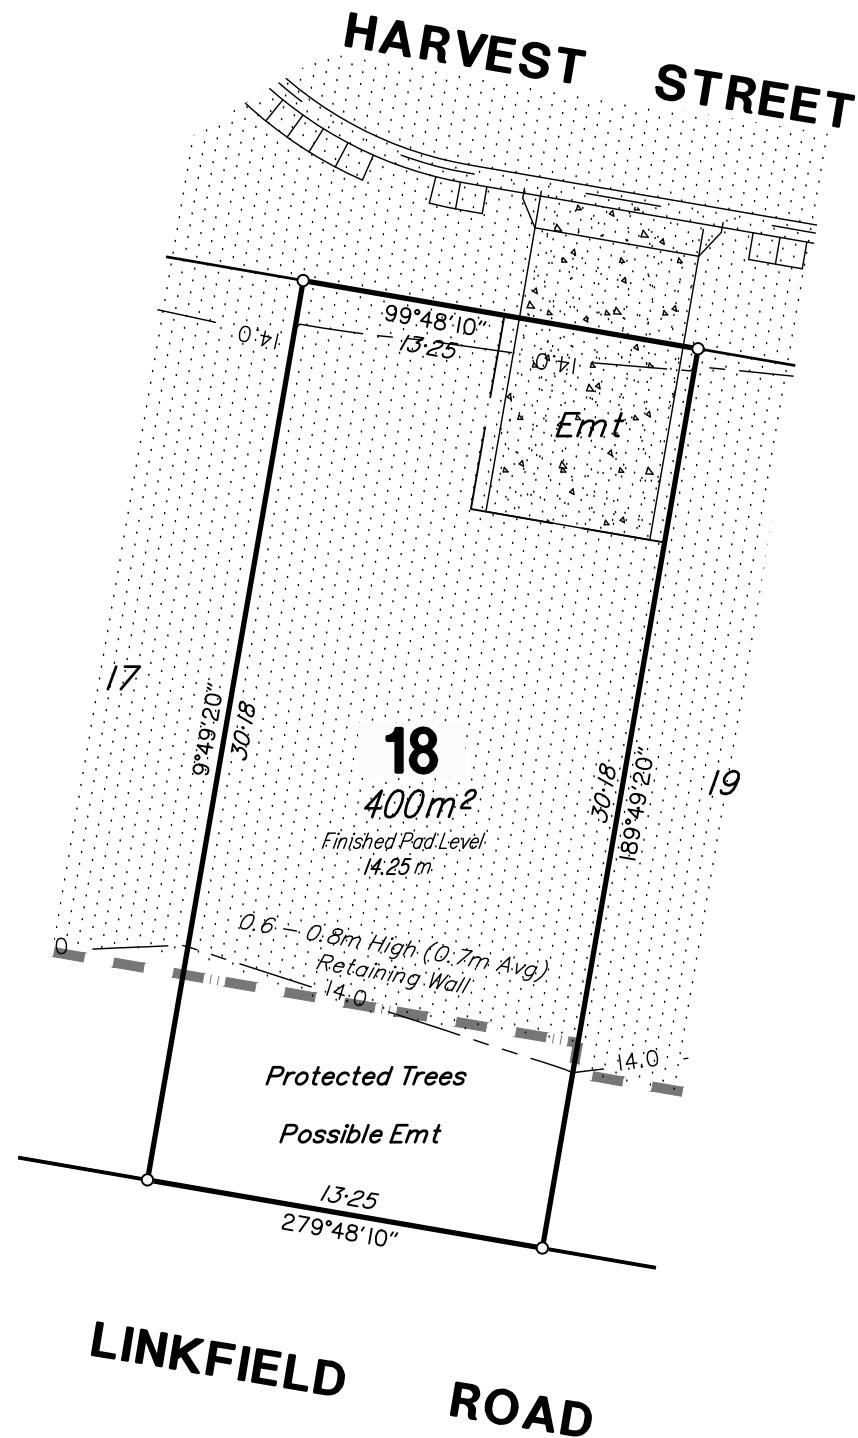 HARVEST STREET
99°48'10"
13·25
14.0
14.0
Emt
17
9°49'20"
30·18
18
400m²
Finished Pad Level
14.25 m
30·18
189°49'20"
19
0.6 – 0.8m High (0.7m Avg)
Retaining Wall
0
14.0
14.0
Protected Trees
Possible Emt
13·25
279°48'10"
LINKFIELD ROAD